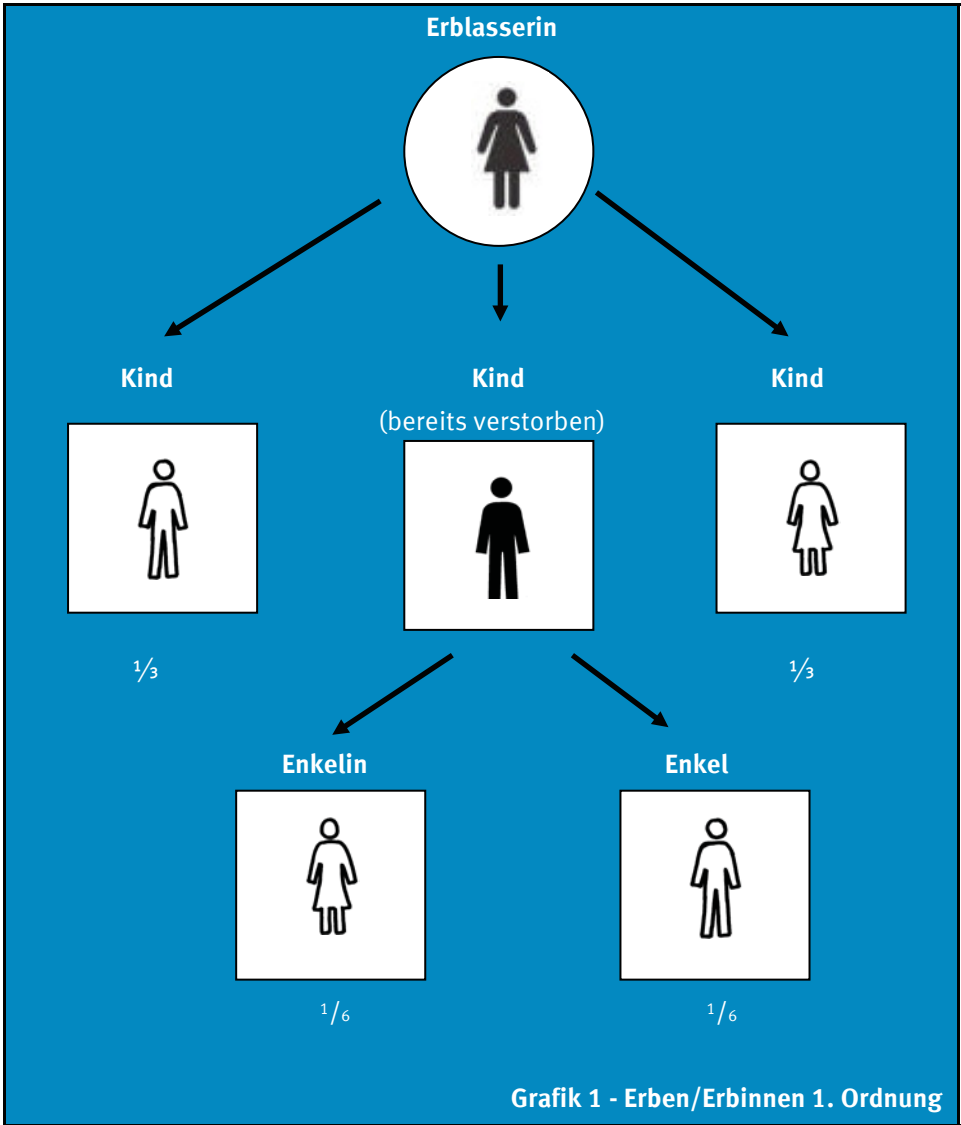 Erblasserin
Kind
Kind
Kind
(bereits verstorben)
⅓
⅓
Enkelin
Enkel
¹/₆
¹/₆
Grafik 1 - Erben/Erbinnen 1. Ordnung